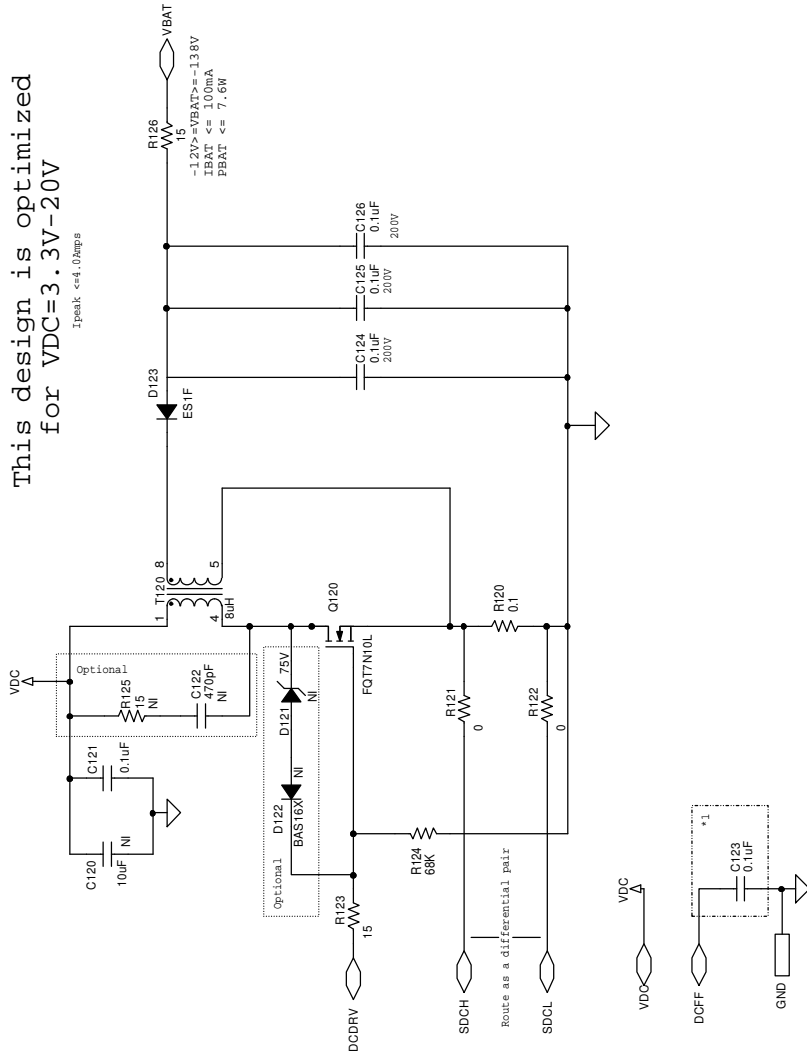 This design is optimized
for VDC=3.3V-20V
Ipeak <=4.0Amps
VDC
Optional
R125
15
NI
C122
470pF
NI
C121
0.1uF
C120
NI
10uF
1
8
T120
4
5
8uH
D123
ES1F
R126
15
VBAT
-12V>=VBAT>=-138V
IBAT <= 100mA
PBAT <= 7.6W
C124
0.1uF
200V
C125
0.1uF
200V
C126
0.1uF
200V
Optional
D122
NI
BAS16X
D121
75V
NI
Q120
FQT7N10L
DCDRV
R123
15
R124
68K
R121
0
R122
0
R120
0.1
SDCH
Route as a differential pair
SDCL
VDC
VDC
DCFF
*1
C123
0.1uF
GND